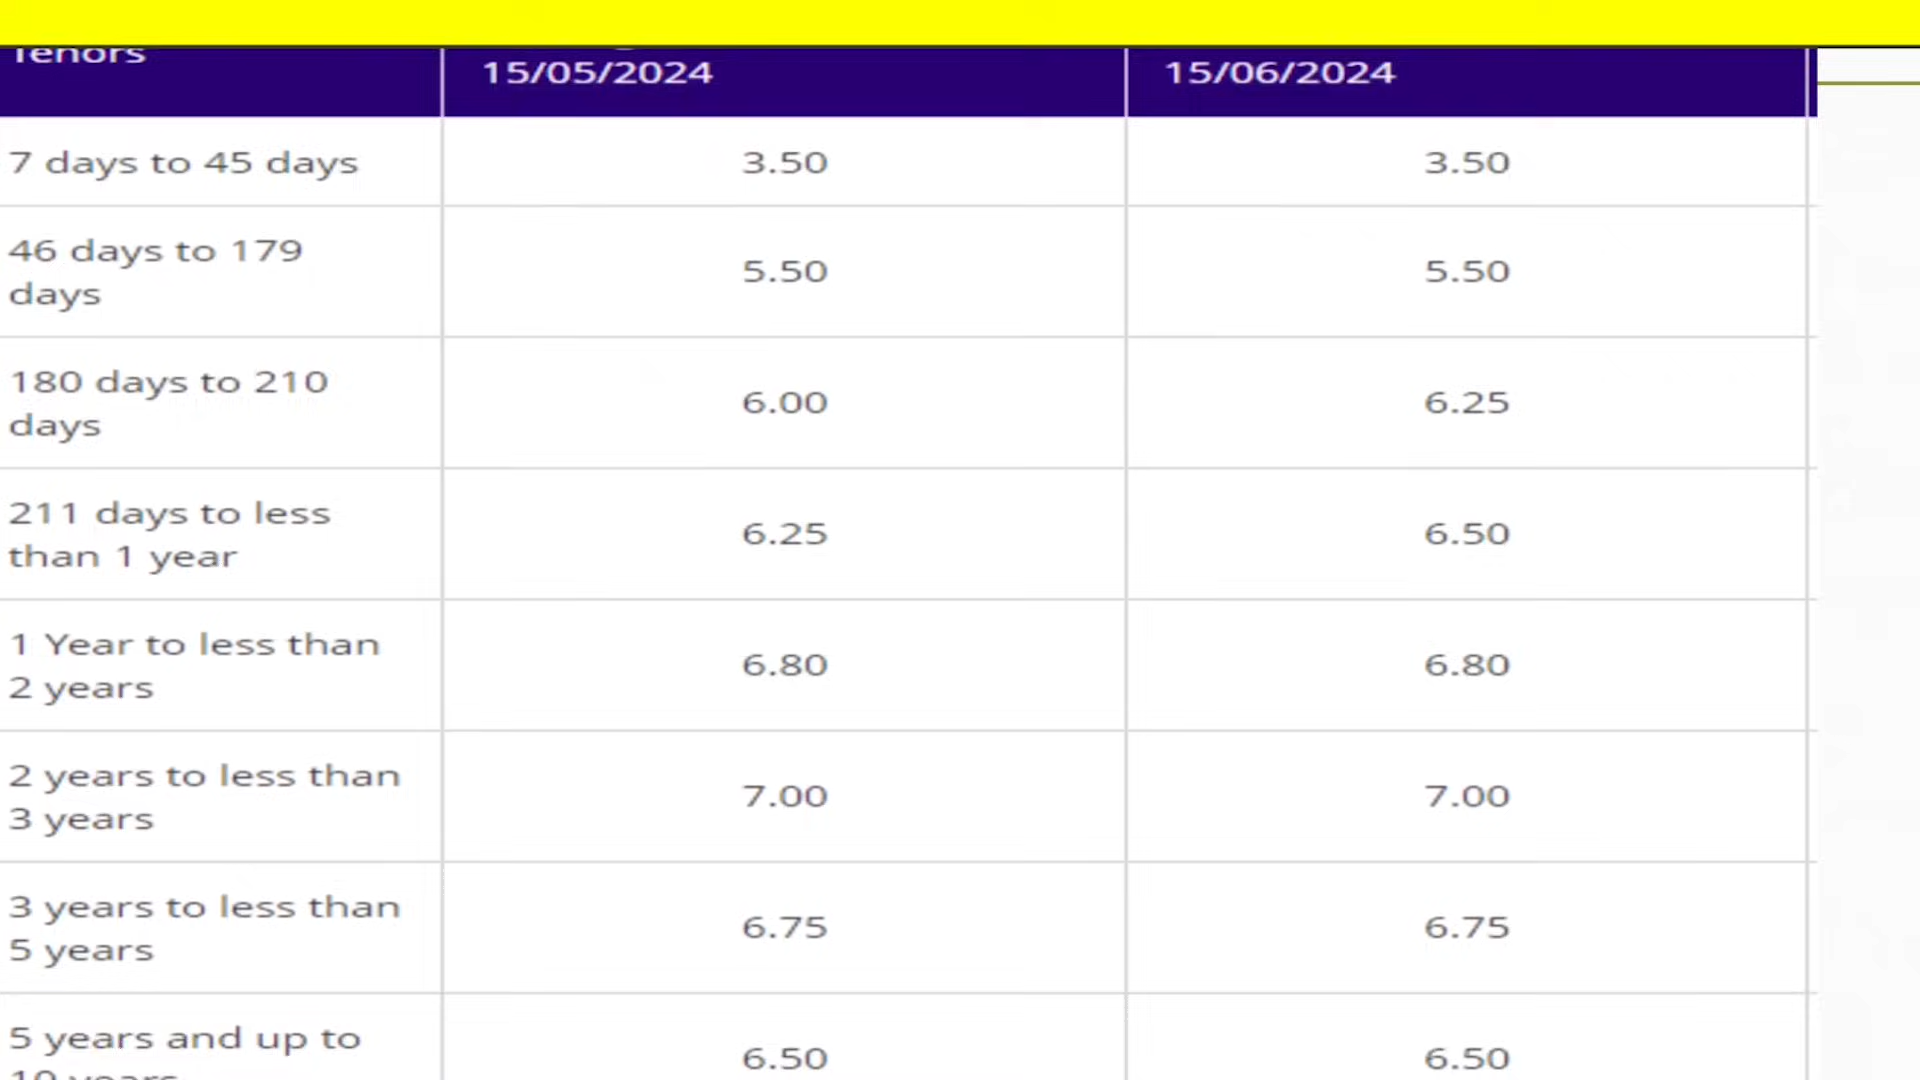 Tenors
15/05/2024
15/06/2024
7 days to 45 days
3.50
3.50
46 days to 179
days
5.50
5.50
180 days to 210
days
6.00
6.25
211 days to less
than 1 year
6.25
6.50
1 Year to less than
2 years
6.80
6.80
2 years to less than
3 years
7.00
7.00
3 years to less than
5 years
6.75
6.75
5 years and up to
10 years
6.50
6.50